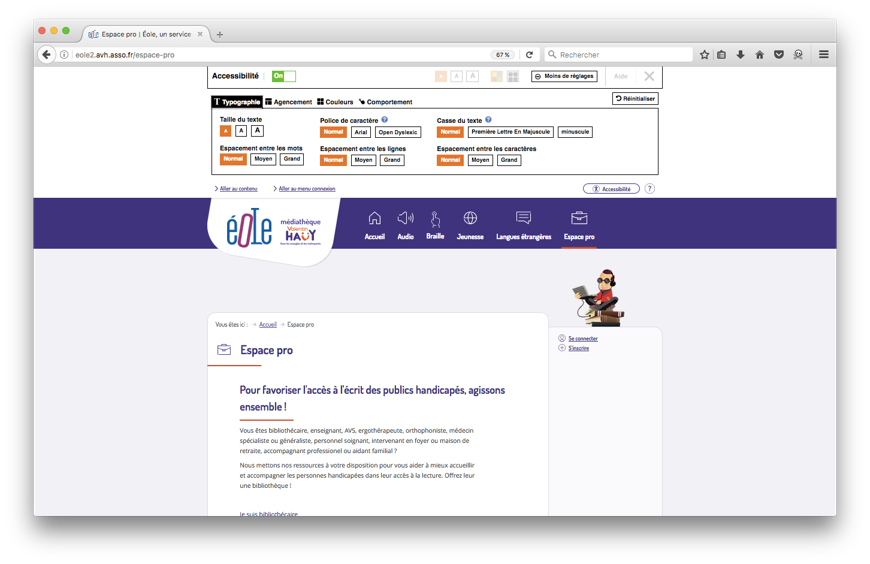 Espace pro | Éole, un service
eole2.avh.asso.fr/espace-pro
67 %
Rechercher
Accessibilité
On
A A A
Moins de réglages
Aide
Typographie
Agencement
Couleurs
Comportement
Réinitialiser
Taille du texte
A A A
Police de caractère ?
Normal Arial Open Dyslexic
Casse du texte ?
Normal Première Lettre En Majuscule minuscule
Espacement entre les mots
Normal Moyen Grand
Espacement entre les lignes
Normal Moyen Grand
Espacement entre les caractères
Normal Moyen Grand
Aller au contenu
Aller au menu connexion
Accessibilité
?
éole
médiathèque
Valentin
HAÜY
Accueil
Audio
Braille
Jeunesse
Langues étrangères
Espace pro
Vous êtes ici : → Accueil → Espace pro
Espace pro
Se connecter
S'inscrire
Pour favoriser l'accès à l'écrit des publics handicapés, agissons
ensemble !
Vous êtes bibliothécaire, enseignant, AVS, ergothérapeute, orthophoniste, médecin
spécialiste ou généraliste, personnel soignant, intervenant en foyer ou maison de
retraite, accompagnant professionel ou aidant familial ?
Nous mettons nos ressources à votre disposition pour vous aider à mieux accueillir
et accompagner les personnes handicapées dans leur accès à la lecture. Offrez leur
une bibliothèque !
Je suis bibliothécaire